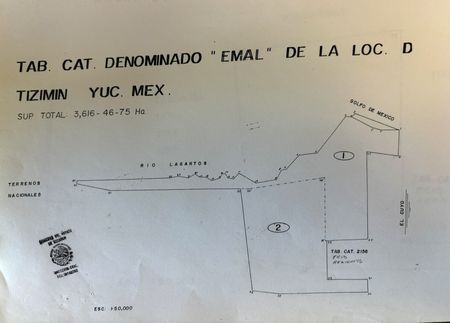 TAB. CAT. DENOMINADO "EMAL" DE LA LOC. D
TIZIMIN YUC. MEX.
SUP TOTAL: 3,616-46-75 Ha.
GOLFO DE MEXICO
1
RIO LAGARTOS
TERRENOS
NACIONALES
EL CUYO
2
TAB. CAT. 2156
ESC: 1:50,000